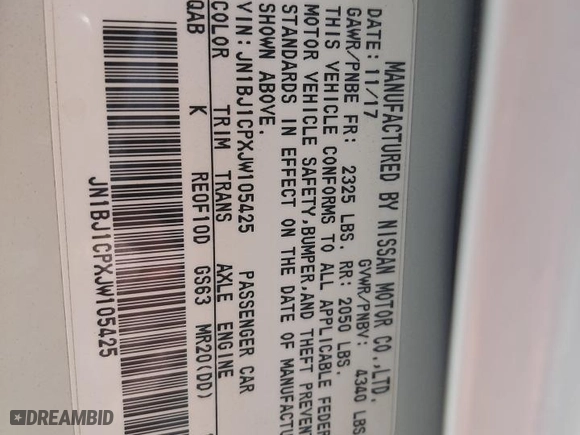 MANUFACTURED BY NISSAN MOTOR CO.,LTD.
DATE: 11/17 GVWR/PNBV: 4340 LBS
GAWR/PNBE FR: 2325 LBS. RR: 2050 LBS.
THIS VEHICLE CONFORMS TO ALL APPLICABLE
MOTOR VEHICLE SAFETY,BUMPER,AND THEFT
STANDARDS IN EFFECT ON THE DATE OF
SHOWN ABOVE.
VIN: JN1BJ1CPXJW105425 PASSENGER CAR
COLOR TRIM TRANS AXLE ENGINE
QAB K RE0F10D GS63 MR20(DD)
JN1BJ1CPXJW105425
DREAMBID